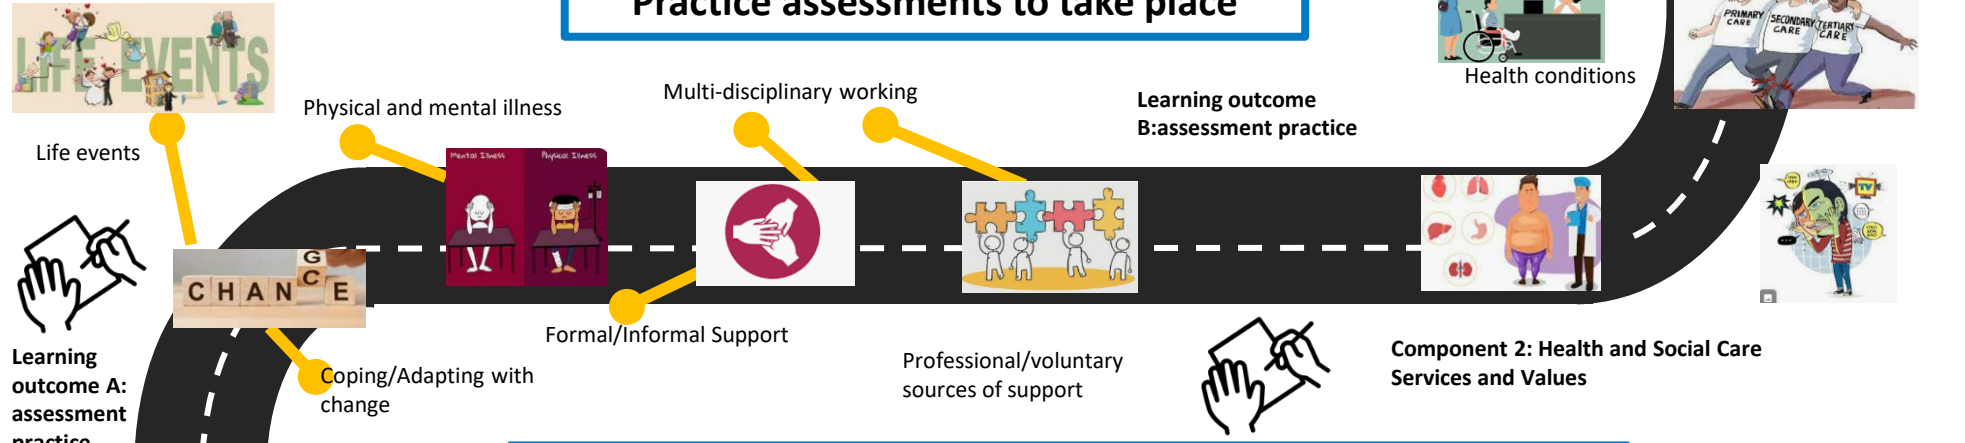 Practice assessments to take place
LIFE EVENTS
PRIMARY
CARE
SECONDARY
CARE
TERTIARY
CARE
Health conditions
Multi-disciplinary working
Learning outcome
B:assessment practice
Physical and mental illness
Life events
Mental Illness
Physical Illness
TV
G
CHANCE
Formal/Informal Support
Learning
outcome A:
assessment
practice
Coping/Adapting with
change
Professional/voluntary
sources of support
Component 2: Health and Social Care
Services and Values